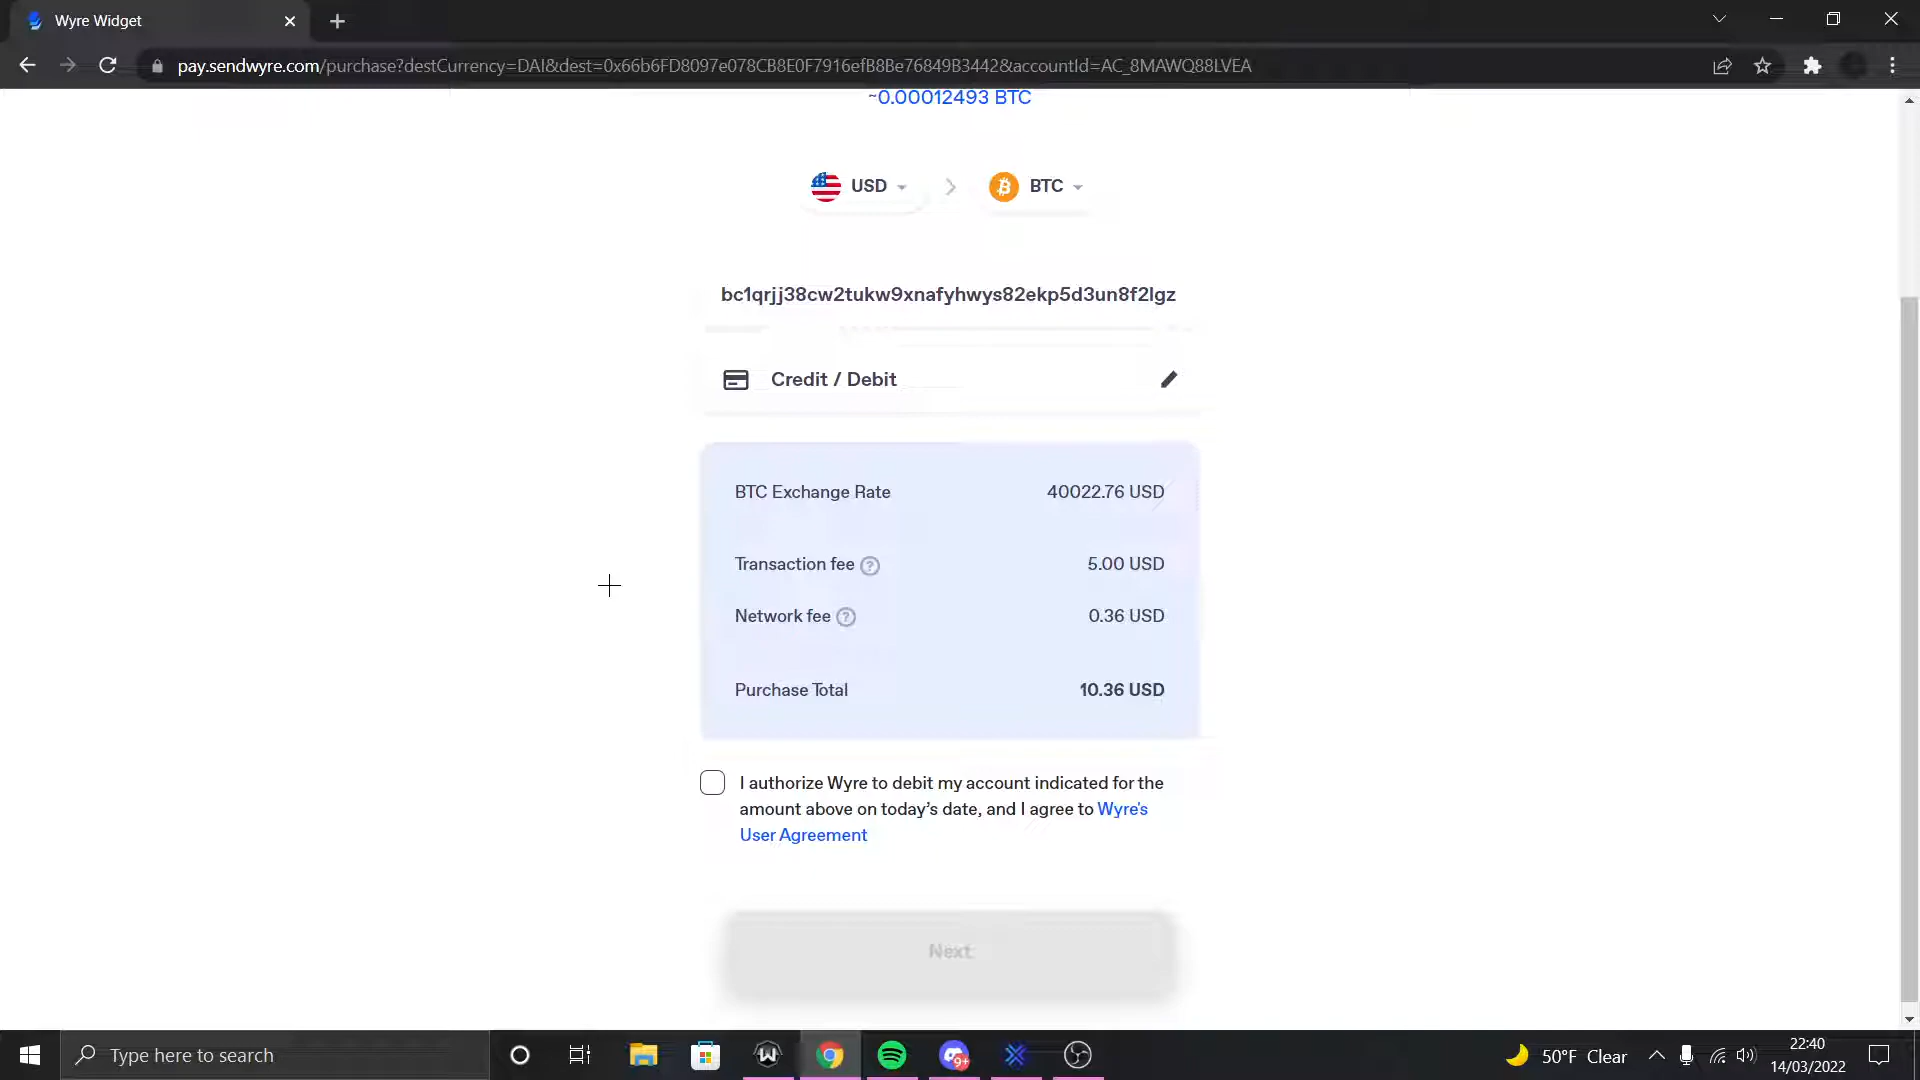 Wyre Widget
pay.sendwyre.com/purchase?destCurrency=DAI&dest=0x66b6FD8097e078CB8E0F7916efB8Be76849B3442&accountId=AC_8MAWQ88LVEA
~0.00012493 BTC
USD
BTC
bc1qrjj38cw2tukw9xnafyhwys82ekp5d3un8f2lgz
Credit / Debit
BTC Exchange Rate 40022.76 USD
Transaction fee ? 5.00 USD
Network fee ? 0.36 USD
Purchase Total 10.36 USD
I authorize Wyre to debit my account indicated for the
amount above on today’s date, and I agree to Wyre's
User Agreement
Next
Type here to search
9+
50°F Clear
22:40
14/03/2022